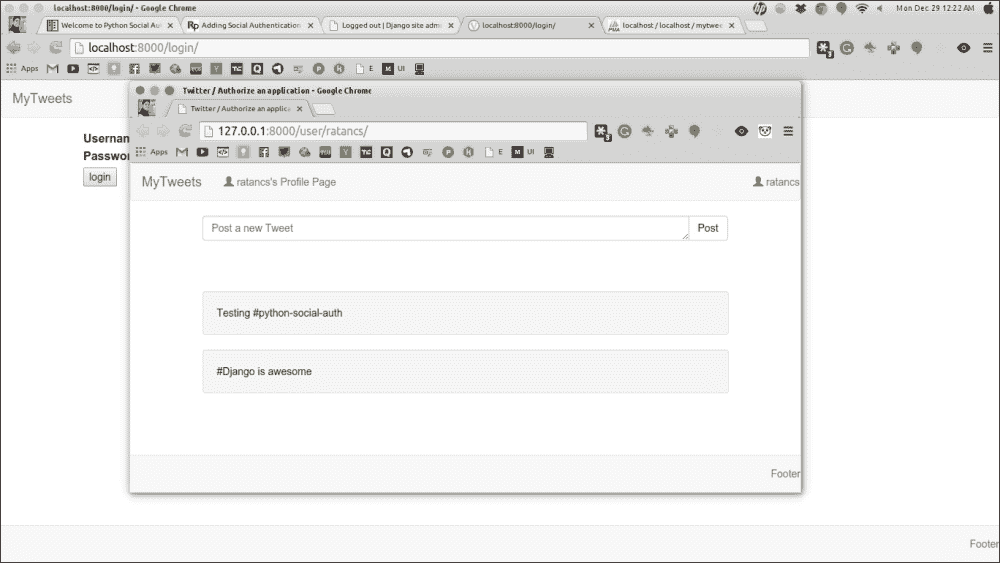 localhost:8000/login/ - Google Chrome
Mon Dec 29 12:22 AM
Welcome to Python Social Au
Adding Social Authentication
Logged out | Django site adm
localhost:8000/login/
localhost / localhost / mytwee
localhost:8000/login/
Apps
E
UI
MyTweets
Usernan
Passwor
login
Twitter / Authorize an application - Google Chrome
Twitter / Authorize an applica
127.0.0.1:8000/user/ratancs/
Apps
E
UI
MyTweets
ratancs's Profile Page
ratancs
Post a new Tweet
Post
Testing #python-social-auth
#Django is awesome
Footer
Footer